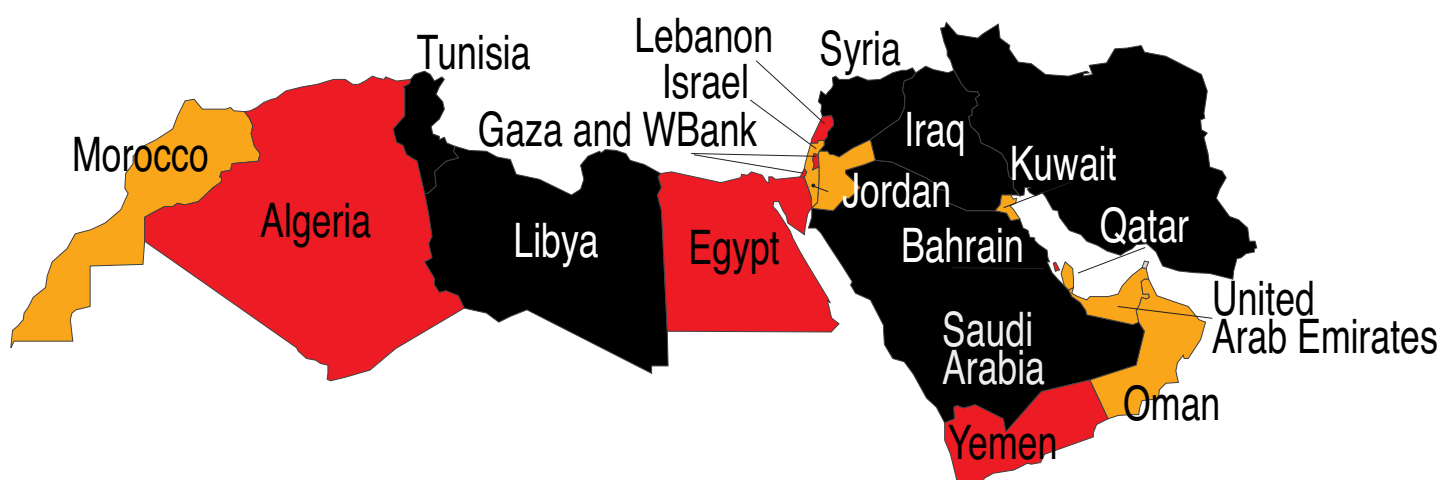 Tunisia
Lebanon
Syria
Israel
Gaza and WBank
Iraq
Morocco
Kuwait
Jordan
Algeria
Libya
Egypt
Bahrain
Qatar
United
Arab Emirates
Saudi
Arabia
Oman
Yemen